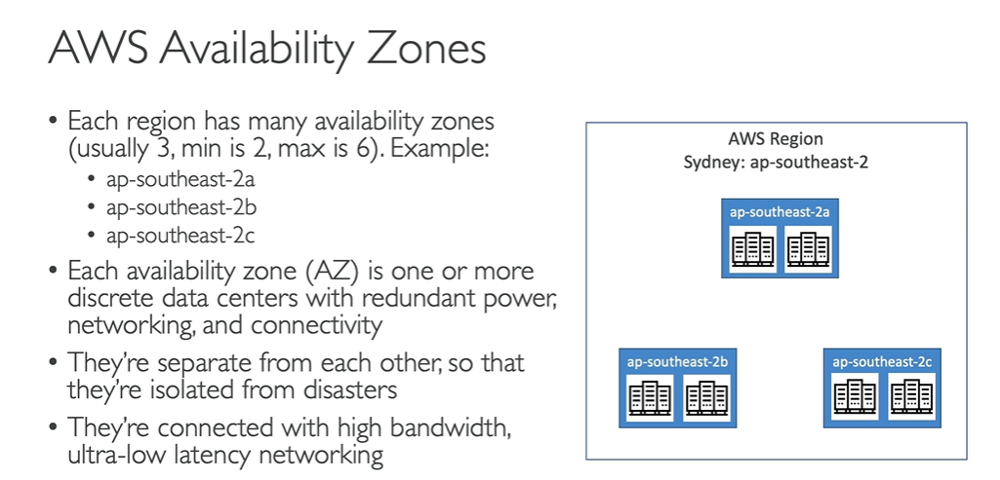 AWS Availability Zones
• Each region has many availability zones
(usually 3, min is 2, max is 6). Example:
• ap-southeast-2a
• ap-southeast-2b
• ap-southeast-2c
• Each availability zone (AZ) is one or more
discrete data centers with redundant power,
networking, and connectivity
• They’re separate from each other, so that
they’re isolated from disasters
• They’re connected with high bandwidth,
ultra-low latency networking
AWS Region
Sydney: ap-southeast-2
ap-southeast-2a
ap-southeast-2b
ap-southeast-2c